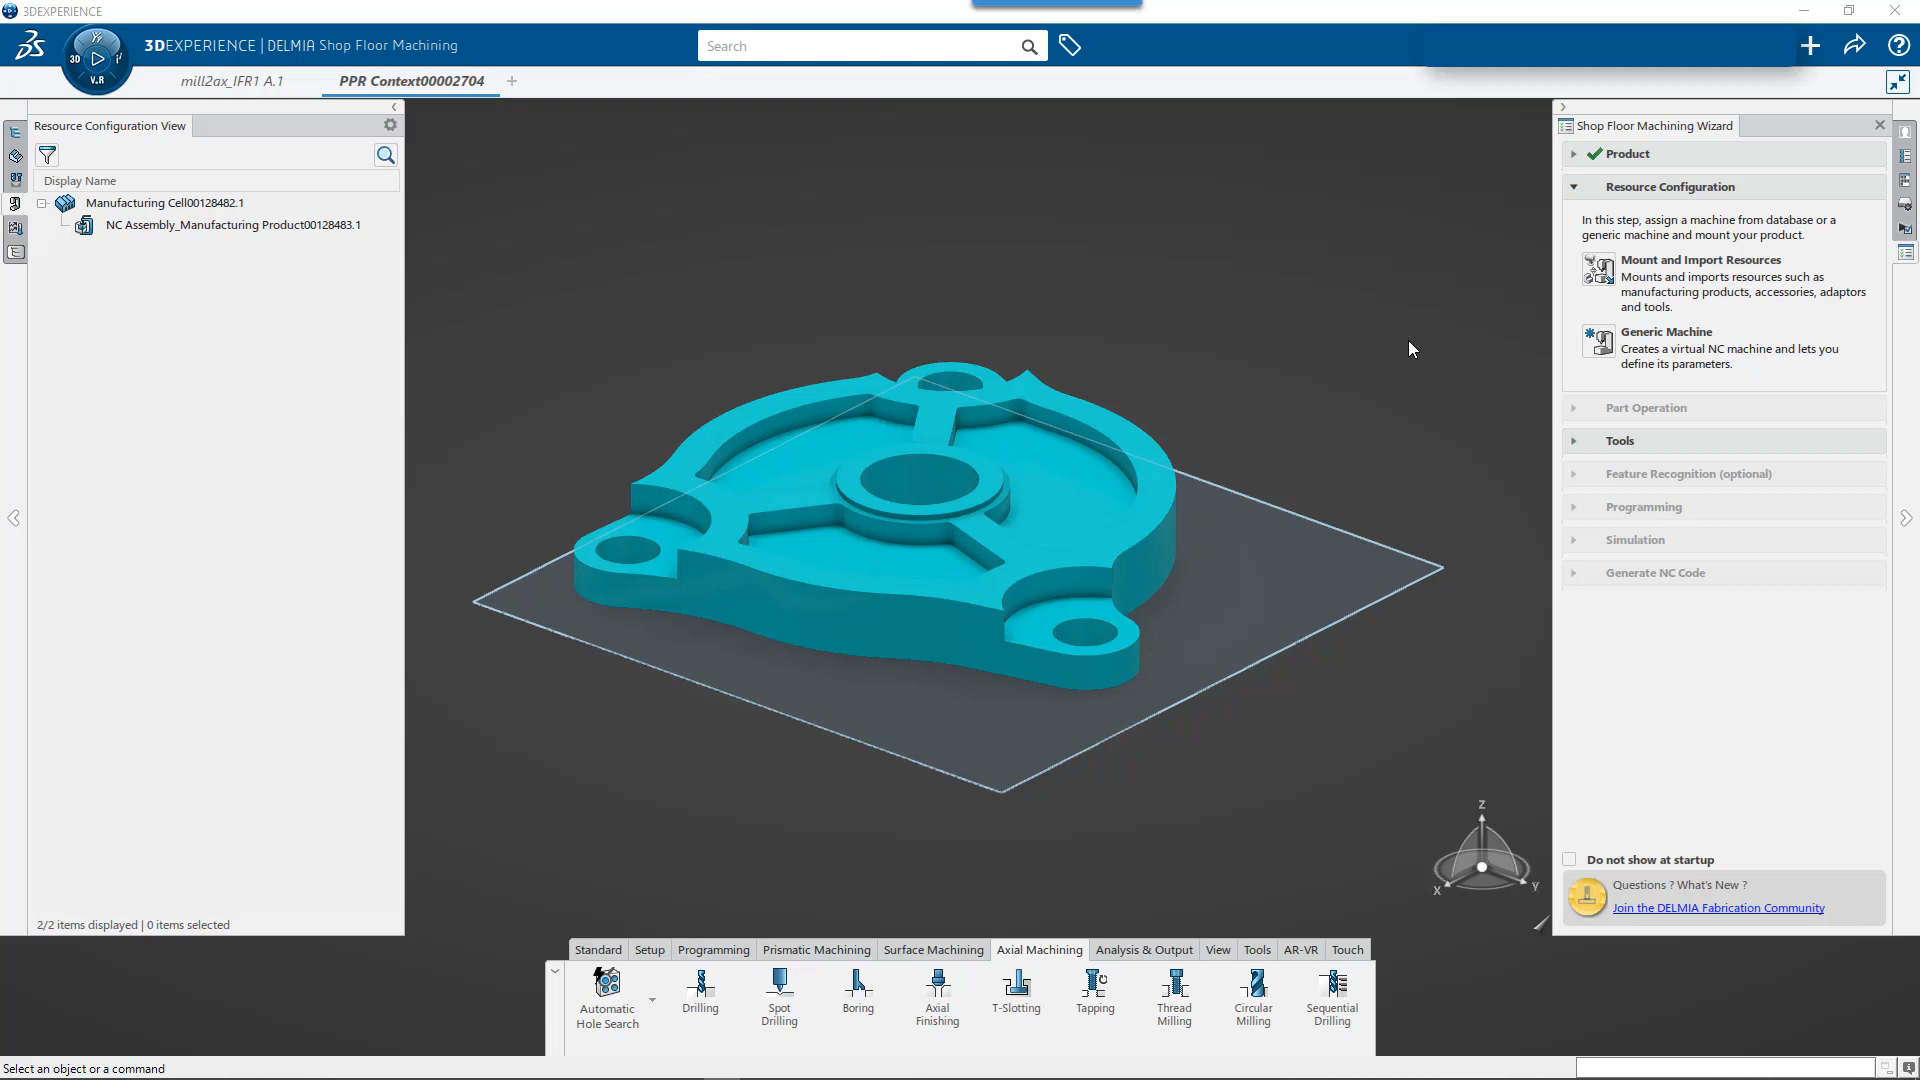 3DEXPERIENCE
3DEXPERIENCE | DELMIA Shop Floor Machining
Search
3D
V.R
mill2ax_IFR1 A.1
PPR Context00002704
Resource Configuration View
Display Name
Manufacturing Cell00128482.1
NC Assembly_Manufacturing Product00128483.1
2/2 items displayed | 0 items selected
Shop Floor Machining Wizard
Product
Resource Configuration
In this step, assign a machine from database or a
generic machine and mount your product.
Mount and Import Resources
Mounts and imports resources such as
manufacturing products, accessories, adaptors
and tools.
Generic Machine
Creates a virtual NC machine and lets you
define its parameters.
Part Operation
Tools
Feature Recognition (optional)
Programming
Simulation
Generate NC Code
Z
X
Y
Do not show at startup
Questions ? What's New ?
Join the DELMIA Fabrication Community
Standard
Setup
Programming
Prismatic Machining
Surface Machining
Axial Machining
Analysis & Output
View
Tools
AR-VR
Touch
Automatic
Hole Search
Drilling
Spot
Drilling
Boring
Axial
Finishing
T-Slotting
Tapping
Thread
Milling
Circular
Milling
Sequential
Drilling
Select an object or a command